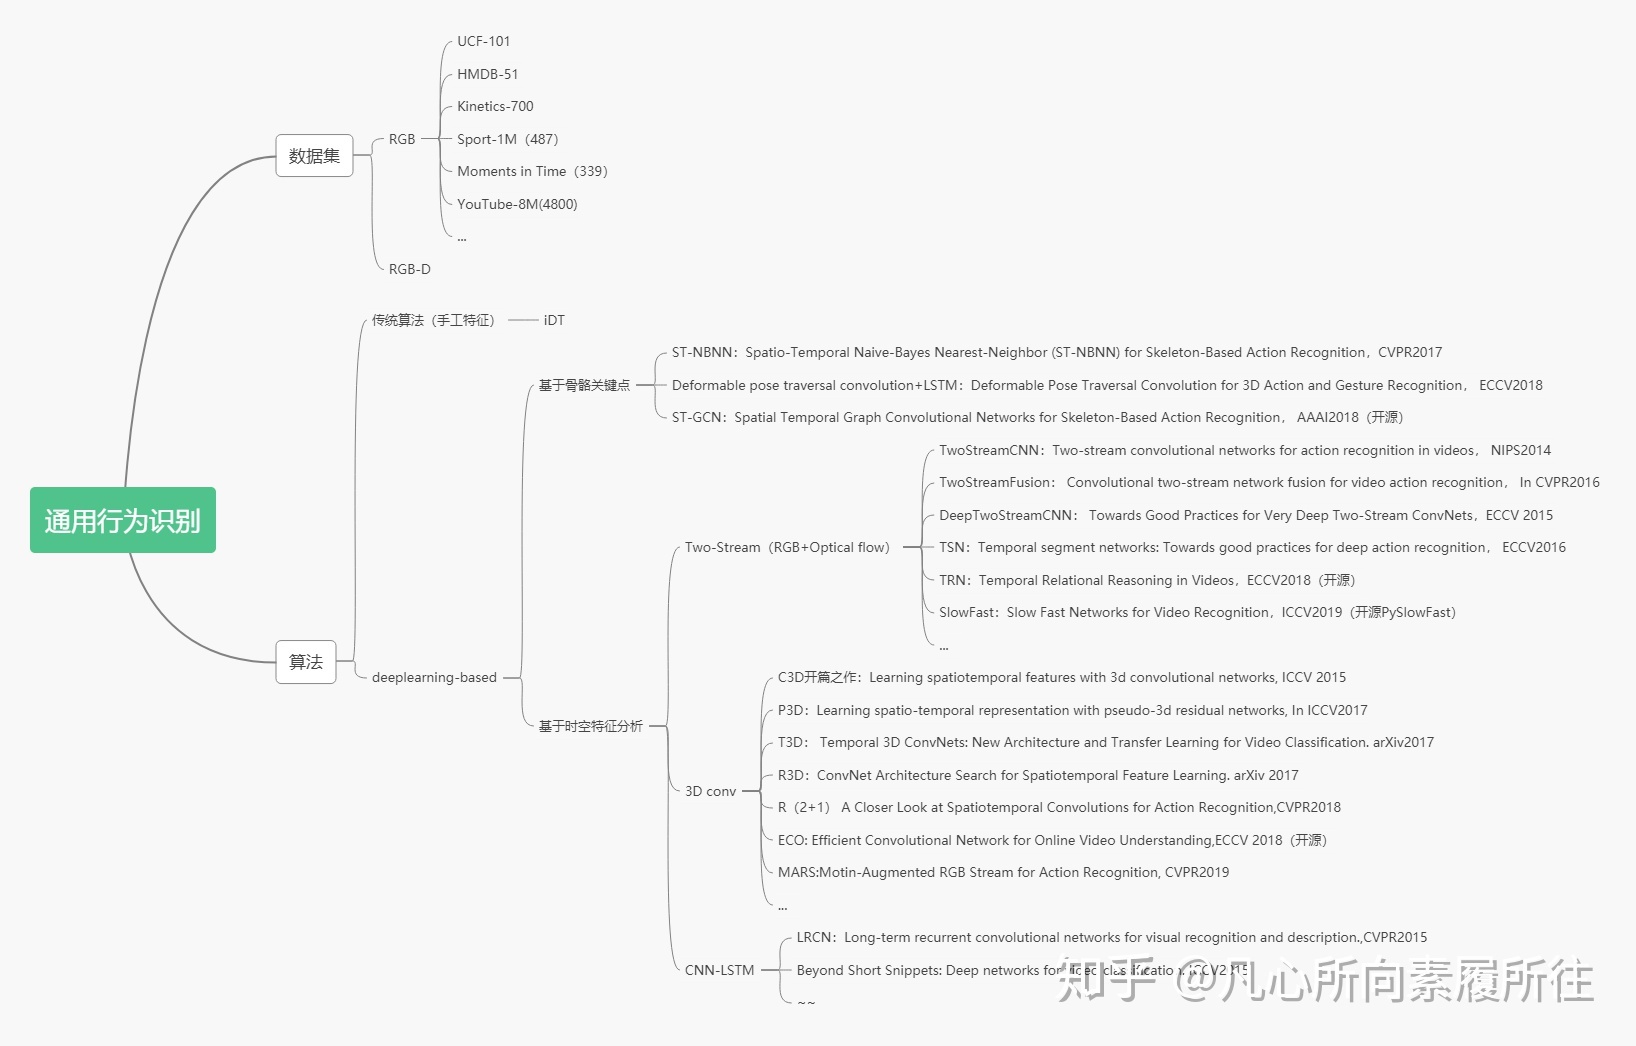 UCF-101
HMDB-51
Kinetics-700
Sport-1M（487）
Moments in Time（339）
YouTube-8M(4800)
...
RGB
RGB-D
数据集
传统算法（手工特征）
iDT
ST-NBNN：Spatio-Temporal Naive-Bayes Nearest-Neighbor (ST-NBNN) for Skeleton-Based Action Recognition，CVPR2017
基于骨骼关键点
Deformable pose traversal convolution+LSTM：Deformable Pose Traversal Convolution for 3D Action and Gesture Recognition， ECCV2018
ST-GCN：Spatial Temporal Graph Convolutional Networks for Skeleton-Based Action Recognition， AAAI2018（开源）
TwoStreamCNN：Two-stream convolutional networks for action recognition in videos， NIPS2014
TwoStreamFusion： Convolutional two-stream network fusion for video action recognition， In CVPR2016
DeepTwoStreamCNN： Towards Good Practices for Very Deep Two-Stream ConvNets，ECCV 2015
通用行为识别
Two-Stream（RGB+Optical flow）
TSN：Temporal segment networks: Towards good practices for deep action recognition， ECCV2016
TRN：Temporal Relational Reasoning in Videos，ECCV2018（开源）
SlowFast：Slow Fast Networks for Video Recognition，ICCV2019（开源PySlowFast）
...
算法
deeplearning-based
C3D开篇之作：Learning spatiotemporal features with 3d convolutional networks, ICCV 2015
P3D：Learning spatio-temporal representation with pseudo-3d residual networks, In ICCV2017
基于时空特征分析
T3D： Temporal 3D ConvNets: New Architecture and Transfer Learning for Video Classification. arXiv2017
R3D：ConvNet Architecture Search for Spatiotemporal Feature Learning. arXiv 2017
3D conv
R（2+1） A Closer Look at Spatiotemporal Convolutions for Action Recognition,CVPR2018
ECO: Efficient Convolutional Network for Online Video Understanding,ECCV 2018（开源）
MARS:Motin-Augmented RGB Stream for Action Recognition, CVPR2019
...
LRCN：Long-term recurrent convolutional networks for visual recognition and description.,CVPR2015
CNN-LSTM
Beyond Short Snippets: Deep networks for video classification. ICCV2015
~~
知乎 @凡心所向素履所往